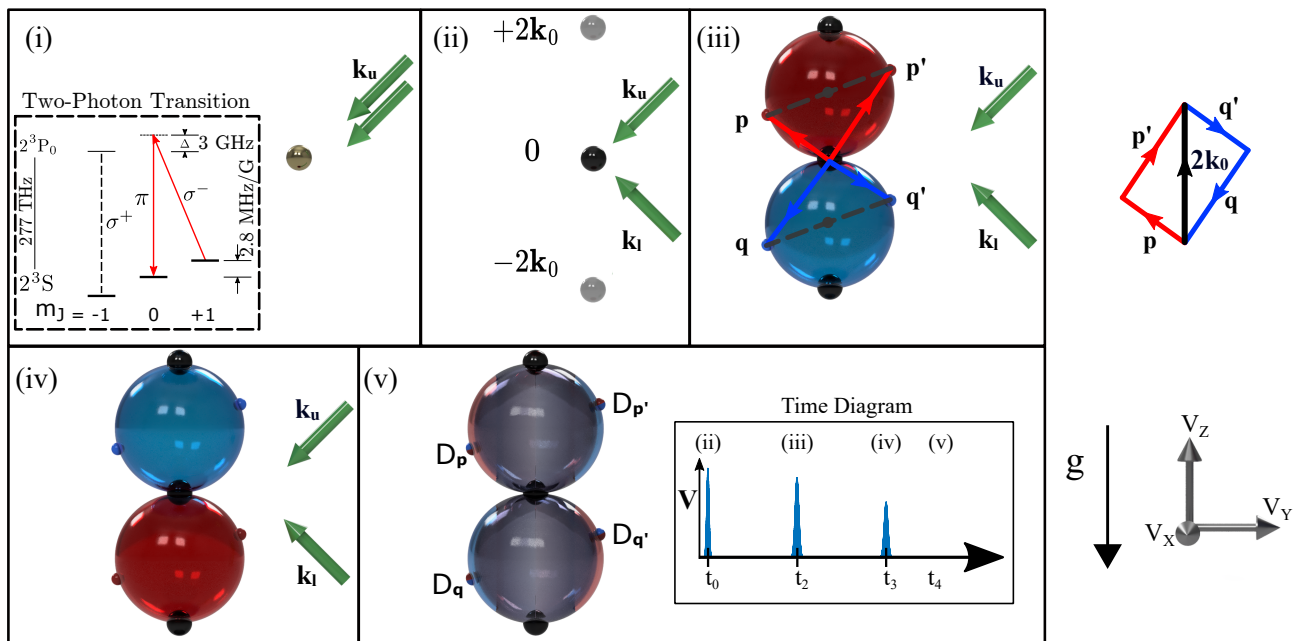 (i)
k_u
Two-Photon Transition
2³P₀
Δ 3 GHz
277 THz
σ⁺
π
σ⁻
2.8 MHz/G
2³S
m_J = -1 0 +1
(ii)
+2k₀
k_u
0
k_l
−2k₀
(iii)
p'
k_u
p
q'
q
k_l
q'
p'
2k₀
q
p
(iv)
k_u
k_l
(v)
D_p'
D_p
D_q'
D_q
Time Diagram
(ii) (iii) (iv) (v)
V
t₀ t₂ t₃ t₄
g
V_Z
V_Y
V_X